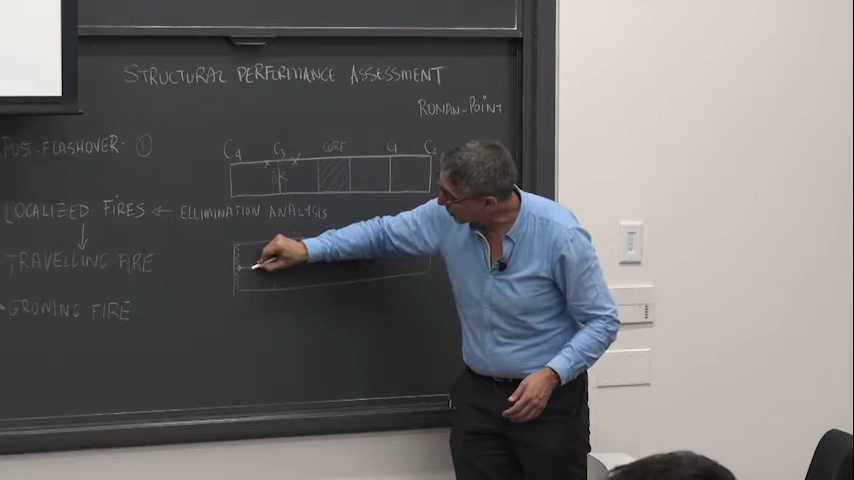 STRUCTURAL PERFORMANCE ASSESSMENT
RONAN-POINT
POST-FLASHOVER. ①
C4 C3 CORE C1 C2
LOCALIZED FIRES ← ELLIMINATION ANALYSIS
TRAVELLING FIRE
GROWING FIRE